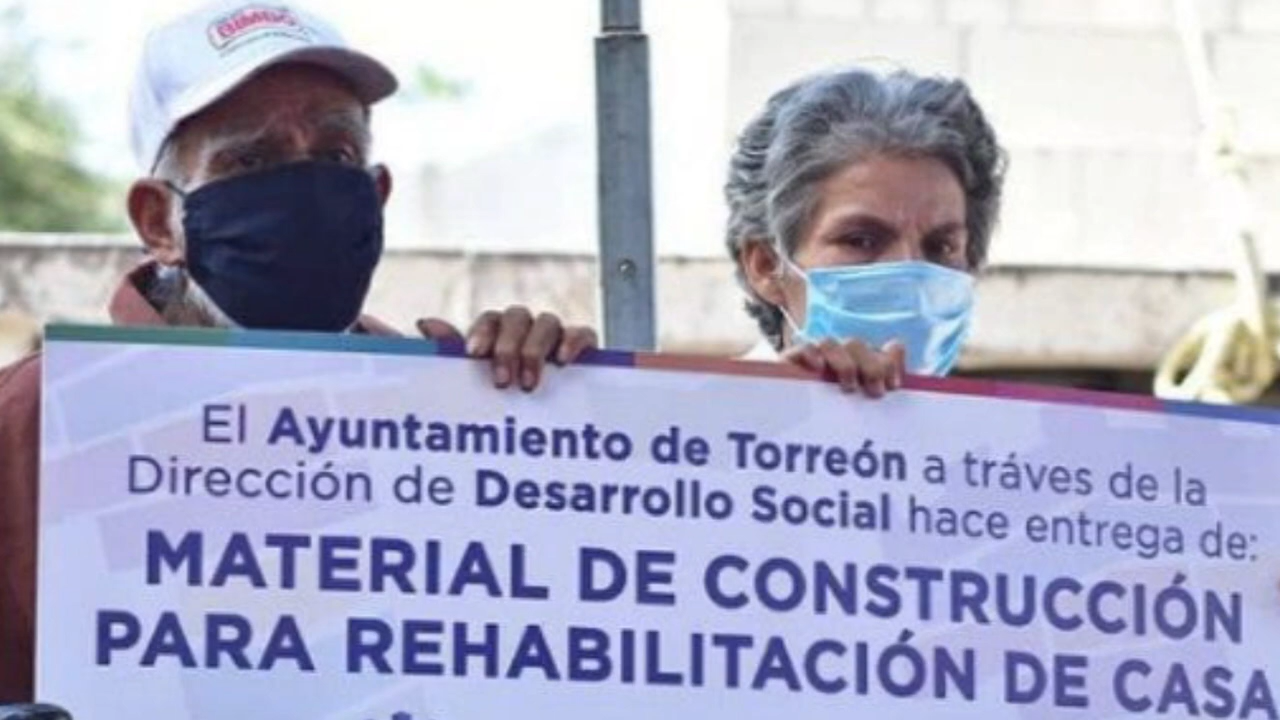 BIMBO
El Ayuntamiento de Torreón a tráves de la
Dirección de Desarrollo Social hace entrega de:
MATERIAL DE CONSTRUCCIÓN
PARA REHABILITACIÓN DE CASA